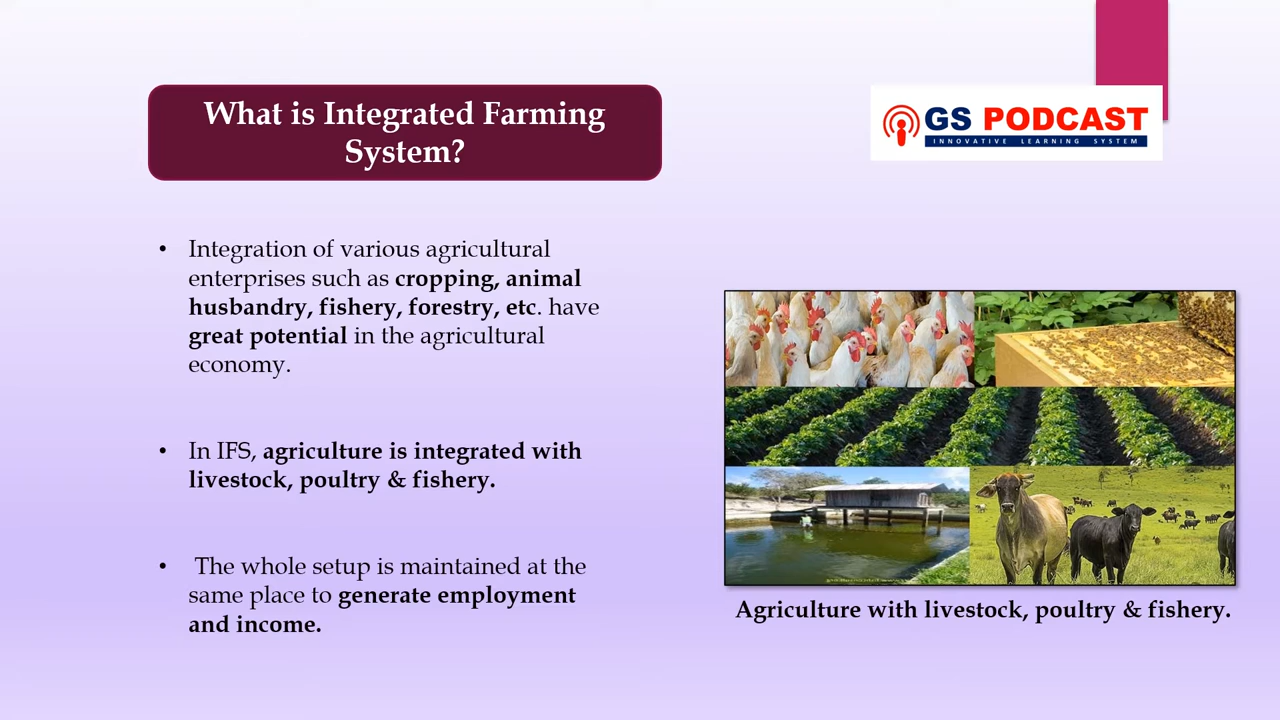 What is Integrated Farming
System?
GS PODCAST
INNOVATIVE LEARNING SYSTEM
• Integration of various agricultural
enterprises such as cropping, animal
husbandry, fishery, forestry, etc. have
great potential in the agricultural
economy.
• In IFS, agriculture is integrated with
livestock, poultry & fishery.
• The whole setup is maintained at the
same place to generate employment
and income.
Agriculture with livestock, poultry & fishery.